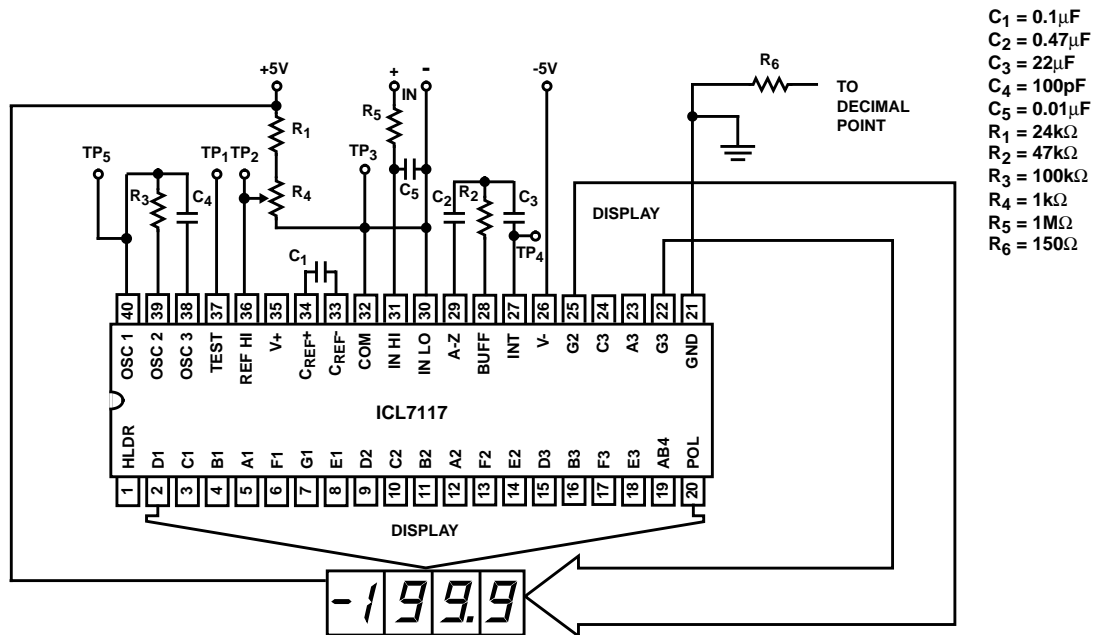 C1 = 0.1µF
C2 = 0.47µF
C3 = 22µF
C4 = 100pF
C5 = 0.01µF
R1 = 24kΩ
R2 = 47kΩ
R3 = 100kΩ
R4 = 1kΩ
R5 = 1MΩ
R6 = 150Ω
+5V
+
IN
-
-5V
R6
TO
DECIMAL
POINT
R1
R5
TP5
TP1
TP2
TP3
R3
C4
R4
C5
C2
R2
C3
TP4
DISPLAY
C1
40 39 38 37 36 35 34 33 32 31 30 29 28 27 26 25 24 23 22 21
OSC 1 OSC 2 OSC 3 TEST REF HI V+ CREF+ CREF- COM IN HI IN LO A-Z BUFF INT V- G2 C3 A3 G3 GND
ICL7117
HLDR D1 C1 B1 A1 F1 G1 E1 D2 C2 B2 A2 F2 E2 D3 B3 F3 E3 AB4 POL
1 2 3 4 5 6 7 8 9 10 11 12 13 14 15 16 17 18 19 20
DISPLAY
-199.9